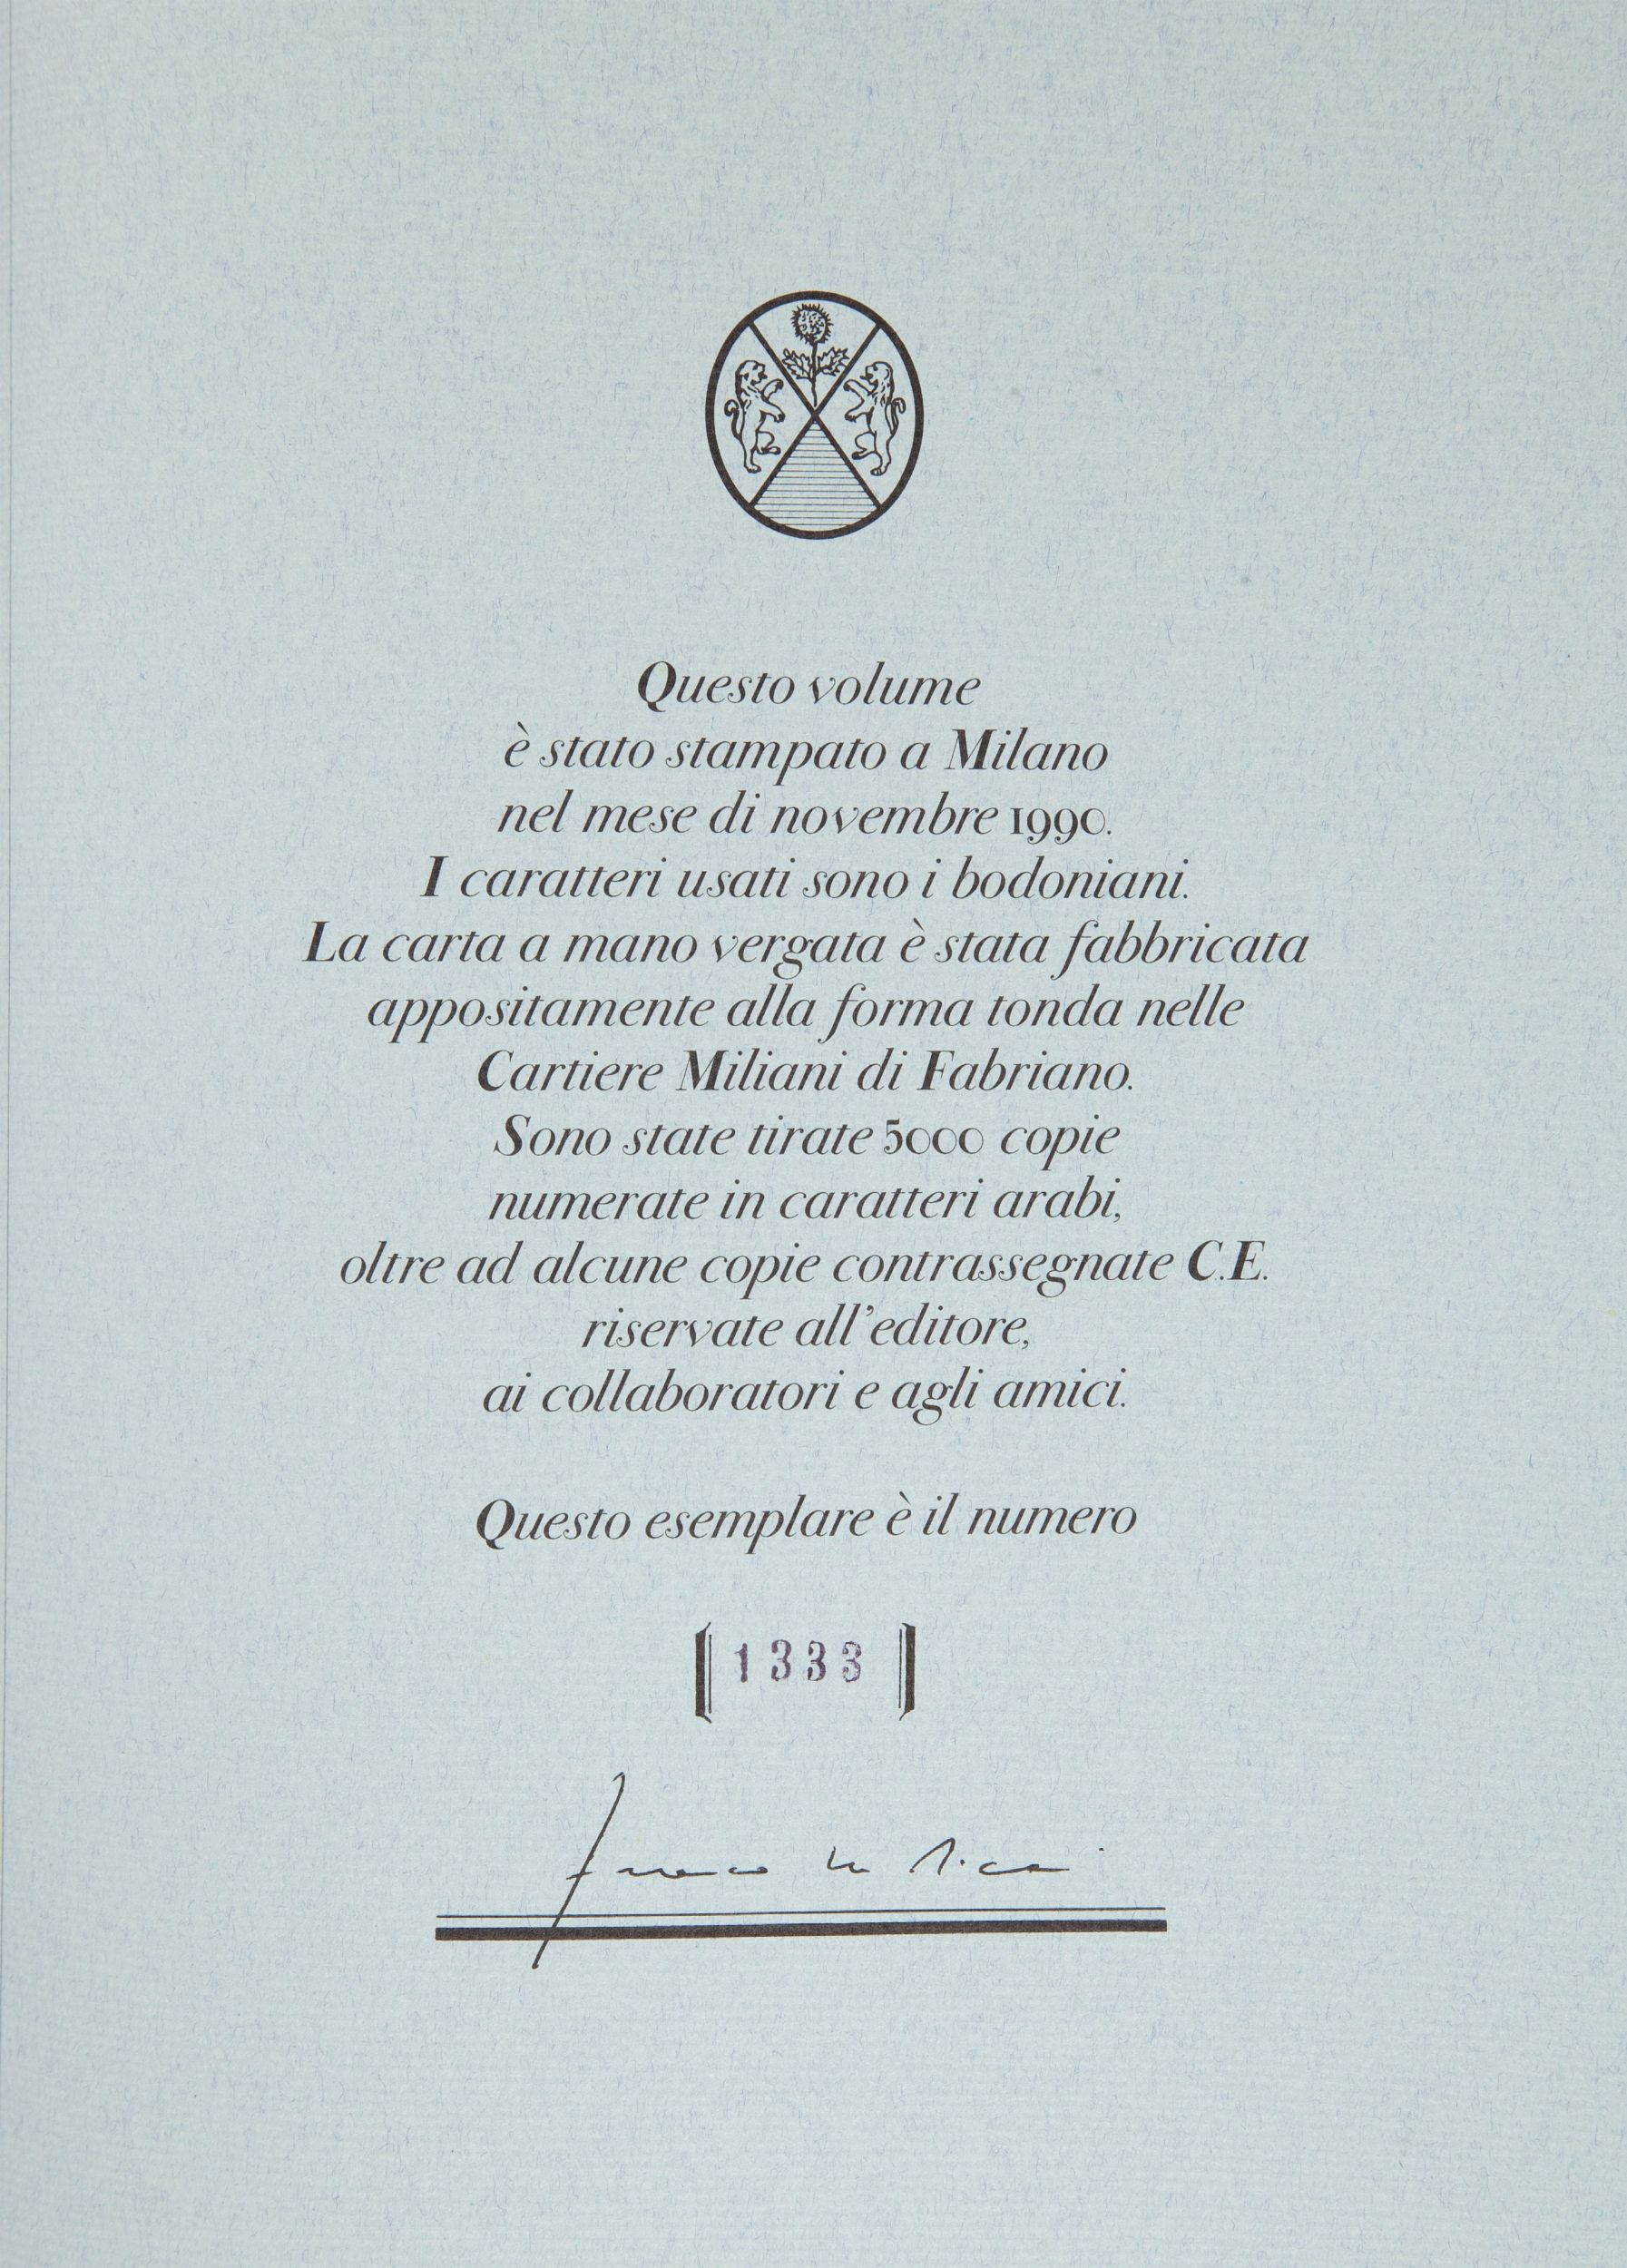 Questo volume
è stato stampato a Milano
nel mese di novembre 1990.
I caratteri usati sono i bodoniani.
La carta a mano vergata è stata fabbricata
appositamente alla forma tonda nelle
Cartiere Miliani di Fabriano.
Sono state tirate 5000 copie
numerate in caratteri arabi,
oltre ad alcune copie contrassegnate C.E.
riservate all'editore,
ai collaboratori e agli amici.
Questo esemplare è il numero
1333
Franco M Ricci